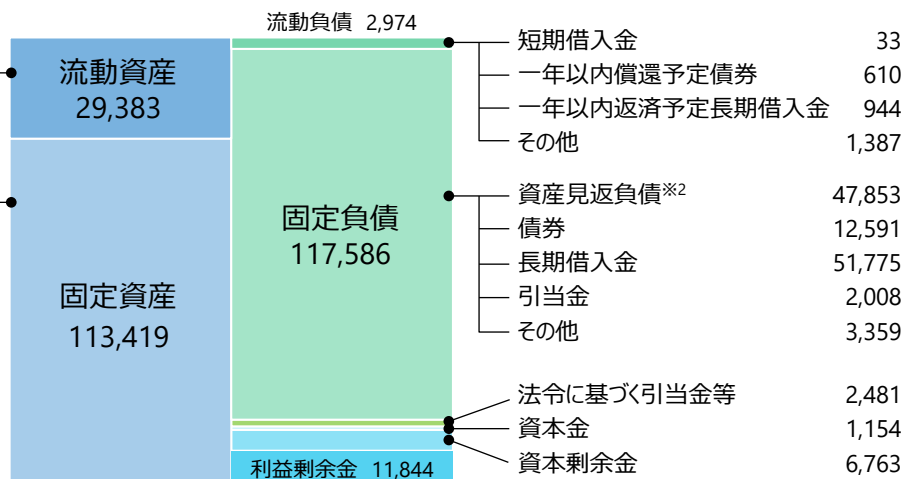 流動負債 2,974
流動資産
29,383
固定資産
113,419
固定負債
117,586
利益剰余金 11,844
短期借入金 33
一年以内償還予定債券 610
一年以内返済予定長期借入金 944
その他 1,387
資産見返負債※2 47,853
債券 12,591
長期借入金 51,775
引当金 2,008
その他 3,359
法令に基づく引当金等 2,481
資本金 1,154
資本剰余金 6,763